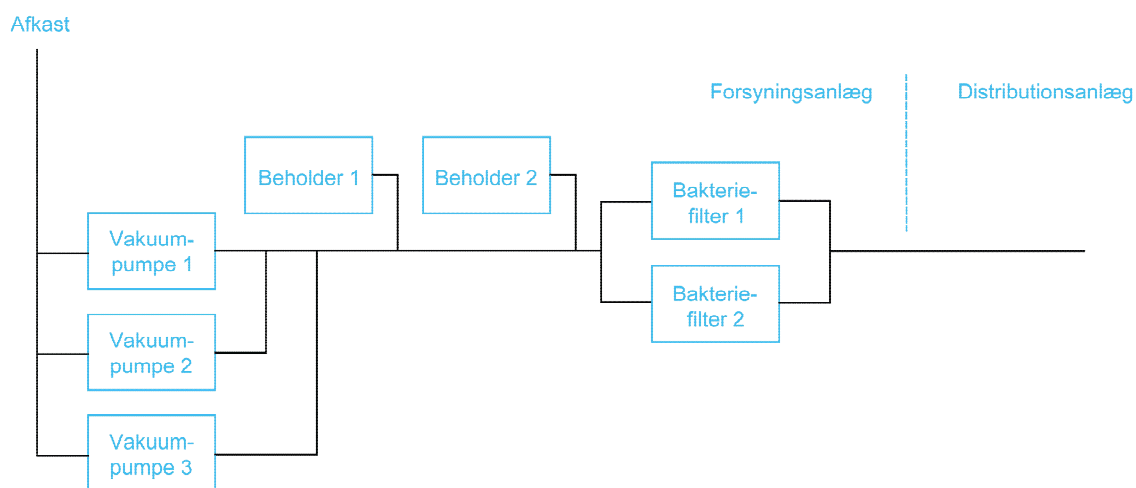 Afkast
Forsyningsanlæg
Distributionsanlæg
Beholder 1
Beholder 2
Bakterie-
filter 1
Vakuum-
pumpe 1
Bakterie-
filter 2
Vakuum-
pumpe 2
Vakuum-
pumpe 3